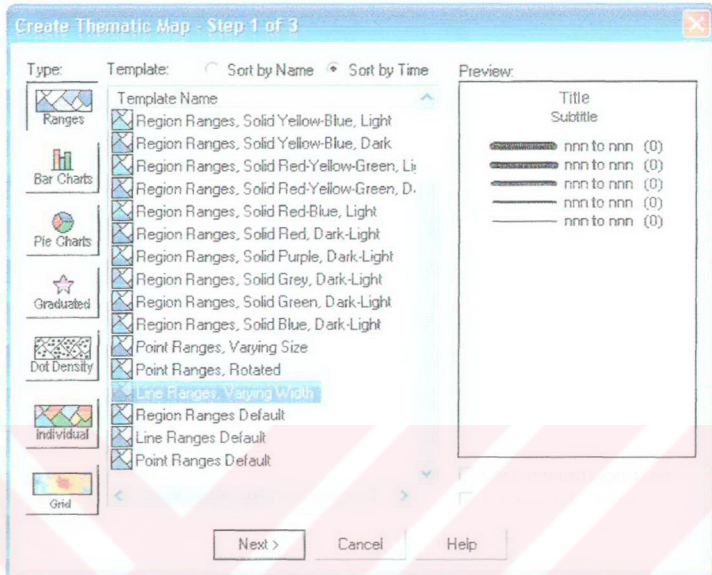 Create Thematic Map - Step 1 of 3
Type:
Ranges
Bar Charts
Pie Charts
Graduated
Dot Density
Individual
Grid
Template:
Sort by Name
Sort by Time
Template Name
Region Ranges, Solid Yellow-Blue, Light
Region Ranges, Solid Yellow-Blue, Dark
Region Ranges, Solid Red-Yellow-Green, Li
Region Ranges, Solid Red-Yellow-Green, D
Region Ranges, Solid Red-Blue, Light
Region Ranges, Solid Red, Dark-Light
Region Ranges, Solid Purple, Dark-Light
Region Ranges, Solid Grey, Dark-Light
Region Ranges, Solid Green, Dark-Light
Region Ranges, Solid Blue, Dark-Light
Point Ranges, Varying Size
Point Ranges, Rotated
Line Ranges, Varying Width
Region Ranges Default
Line Ranges Default
Point Ranges Default
Preview:
Title
Subtitle
nnn to nnn (0)
nnn to nnn (0)
nnn to nnn (0)
nnn to nnn (0)
nnn to nnn (0)
Next >
Cancel
Help